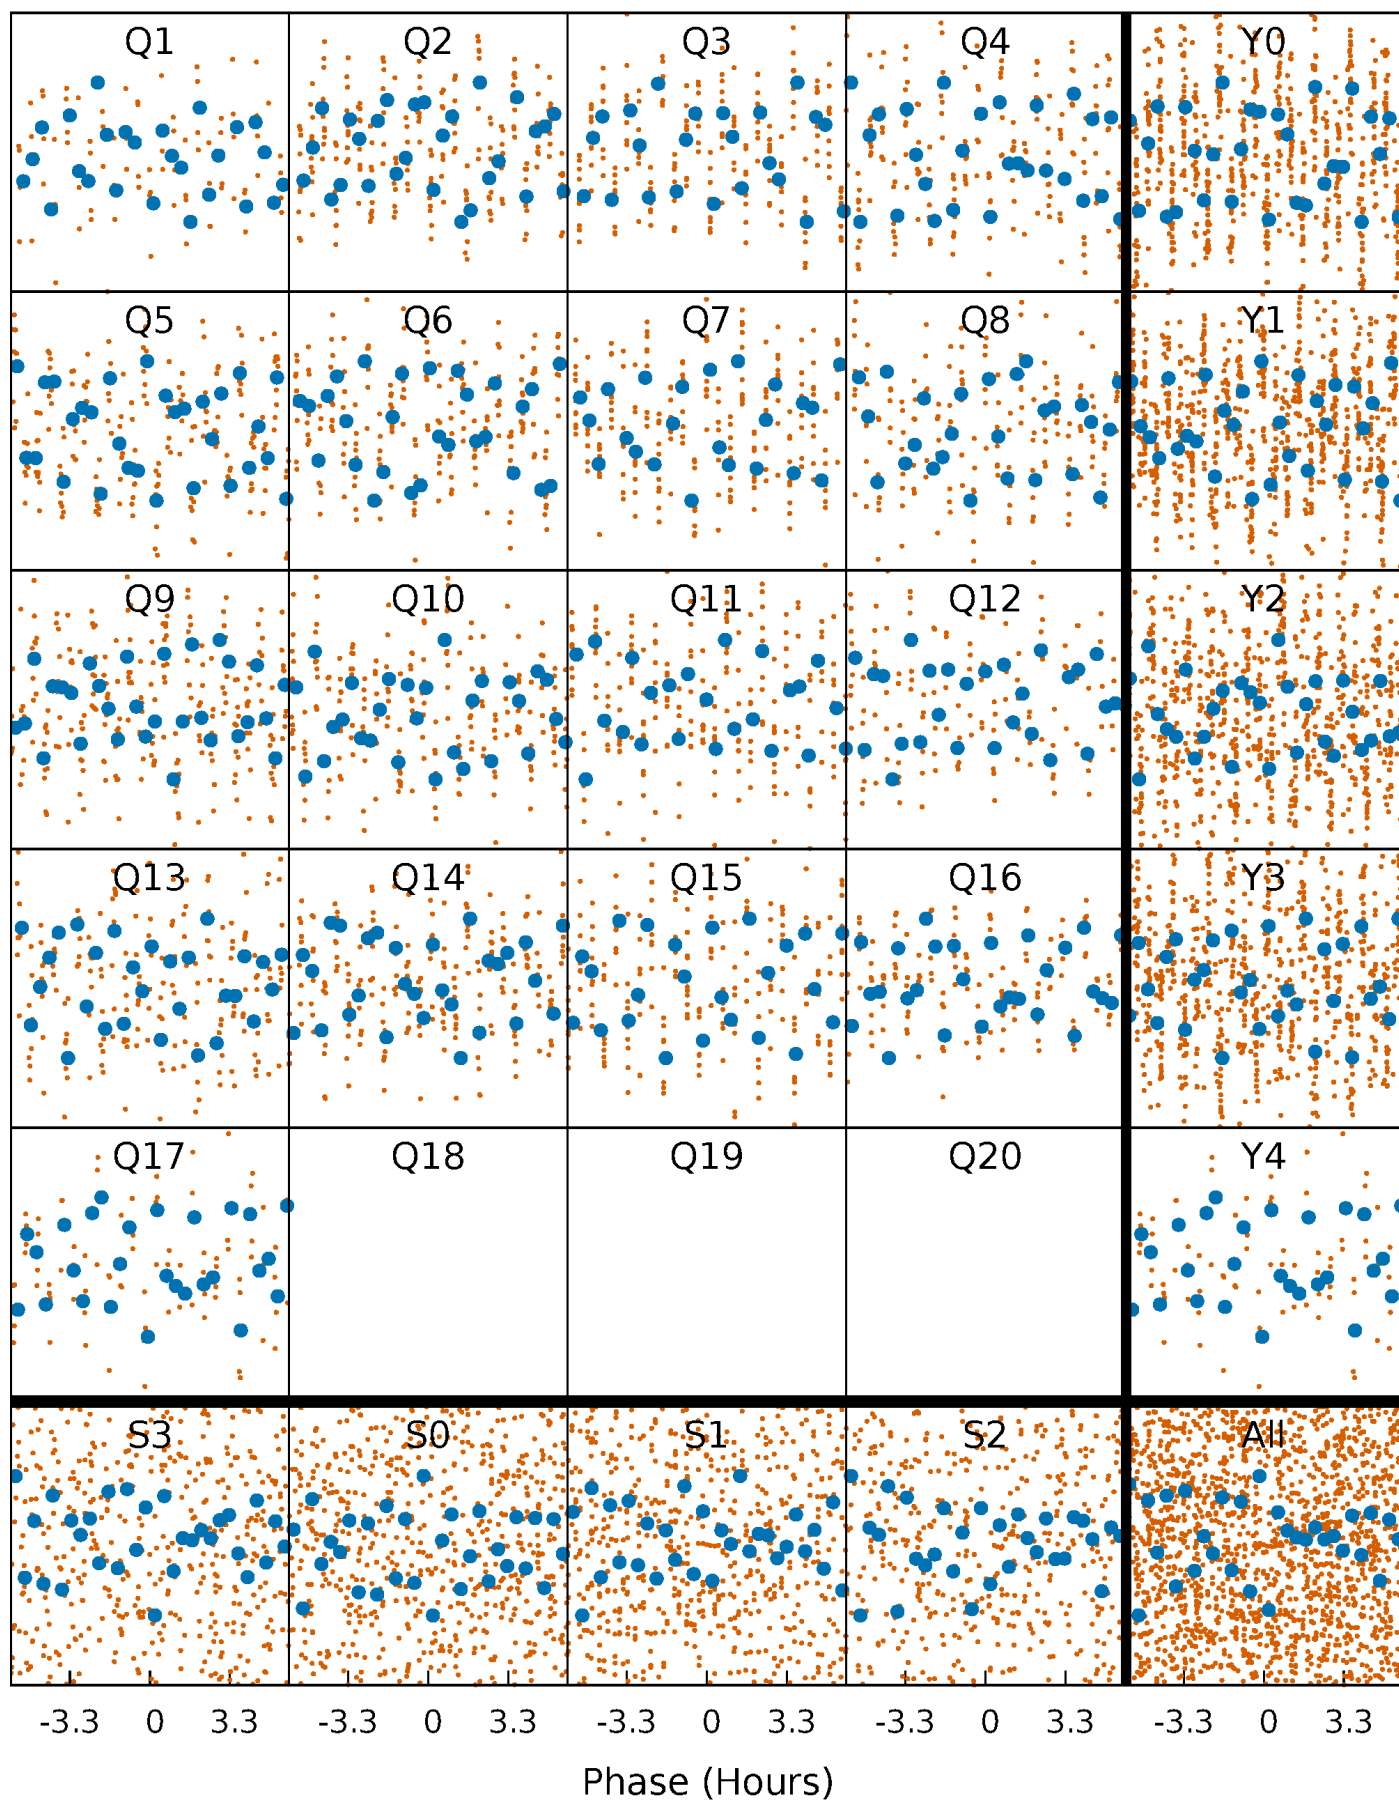 Q1 Q2 Q3 Q4 Y0
Q5 Q6 Q7 Q8 Y1
Q9 Q10 Q11 Q12 Y2
Q13 Q14 Q15 Q16 Y3
Q17 Q18 Q19 Q20 Y4
S3 S0 S1 S2 All
-3.3 0 3.3 -3.3 0 3.3 -3.3 0 3.3 -3.3 0 3.3 -3.3 0 3.3
Phase (Hours)